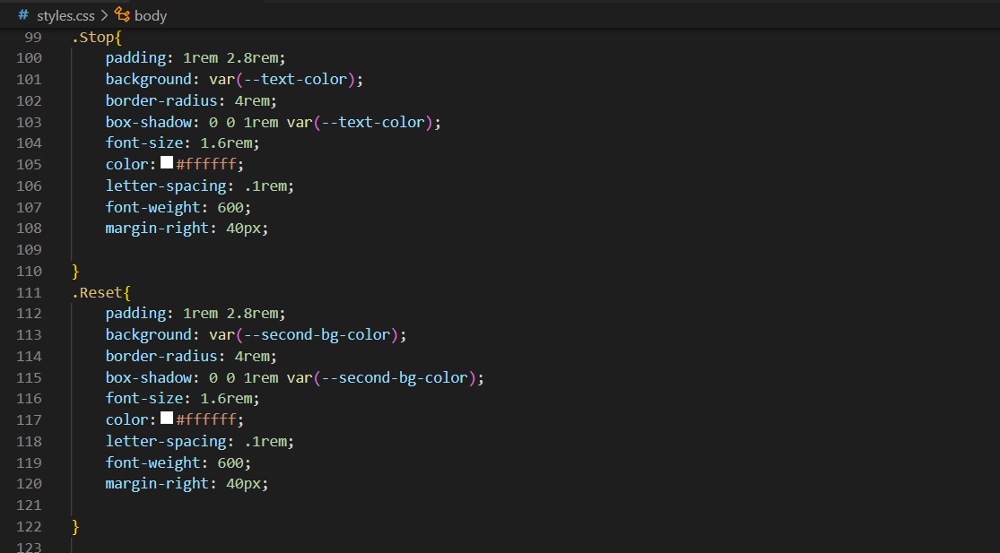 # styles.css > body
99 .Stop{
100 padding: 1rem 2.8rem;
101 background: var(--text-color);
102 border-radius: 4rem;
103 box-shadow: 0 0 1rem var(--text-color);
104 font-size: 1.6rem;
105 color: #ffffff;
106 letter-spacing: .1rem;
107 font-weight: 600;
108 margin-right: 40px;
109
110 }
111 .Reset{
112 padding: 1rem 2.8rem;
113 background: var(--second-bg-color);
114 border-radius: 4rem;
115 box-shadow: 0 0 1rem var(--second-bg-color);
116 font-size: 1.6rem;
117 color: #ffffff;
118 letter-spacing: .1rem;
119 font-weight: 600;
120 margin-right: 40px;
121
122 }
123